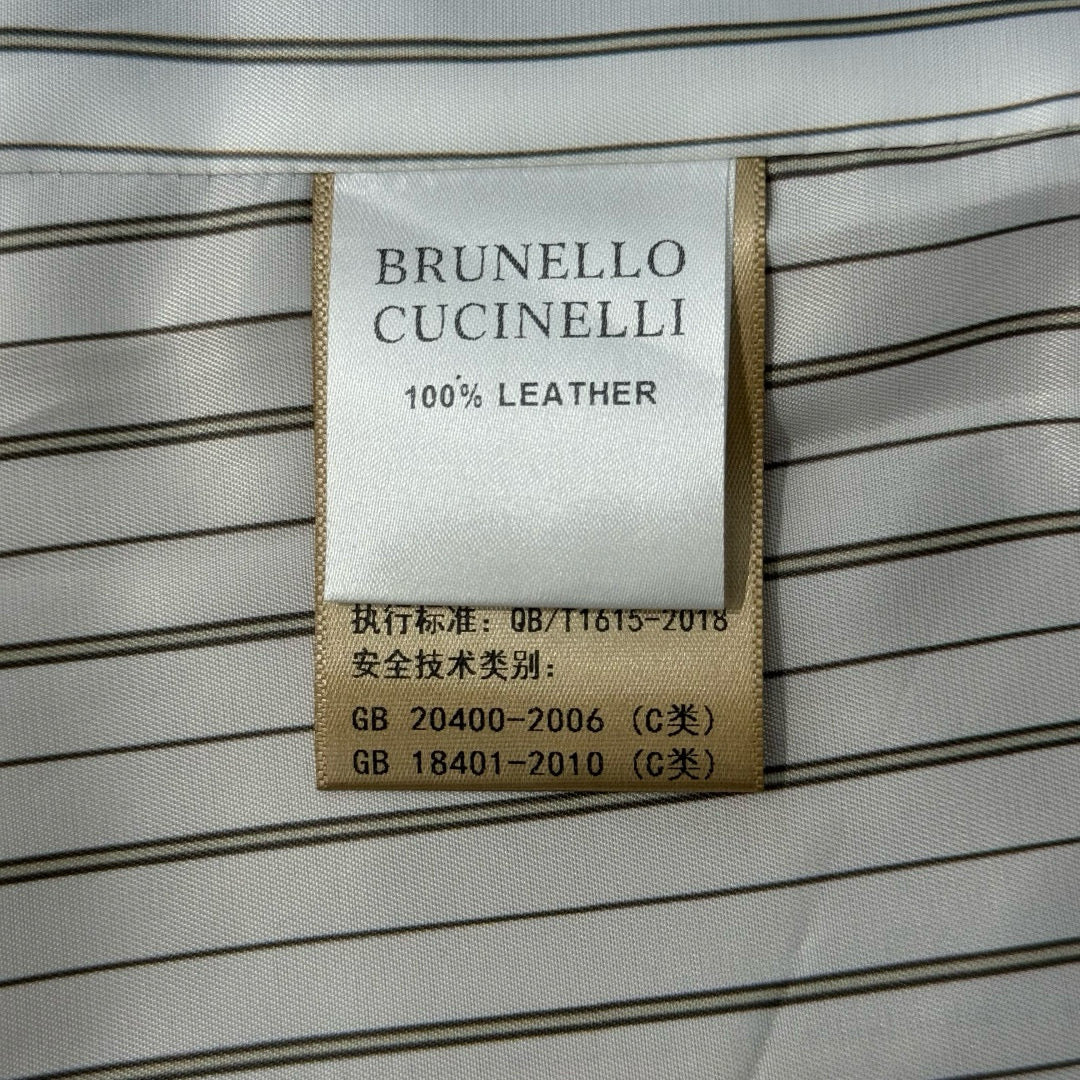 BRUNELLO
CUCINELLI
100% LEATHER
执行标准：QB/T1615-2018
安全技术类别：
GB 20400-2006 (C类)
GB 18401-2010 (C类)